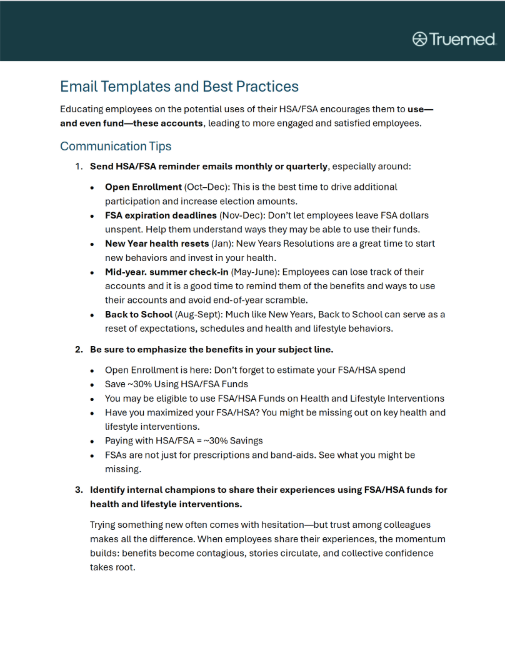 Truemed
Email Templates and Best Practices
Educating employees on the potential uses of their HSA/FSA encourages them to use—
and even fund—these accounts, leading to more engaged and satisfied employees.
Communication Tips
1. Send HSA/FSA reminder emails monthly or quarterly, especially around:
• Open Enrollment (Oct–Dec): This is the best time to drive additional
participation and increase election amounts.
• FSA expiration deadlines (Nov-Dec): Don't let employees leave FSA dollars
unspent. Help them understand ways they may be able to use their funds.
• New Year health resets (Jan): New Years Resolutions are a great time to start
new behaviors and invest in your health.
• Mid-year. summer check-in (May-June): Employees can lose track of their
accounts and it is a good time to remind them of the benefits and ways to use
their accounts and avoid end-of-year scramble.
• Back to School (Aug-Sept): Much like New Years, Back to School can serve as a
reset of expectations, schedules and health and lifestyle behaviors.
2. Be sure to emphasize the benefits in your subject line.
• Open Enrollment is here: Don't forget to estimate your FSA/HSA spend
• Save ~30% Using HSA/FSA Funds
• You may be eligible to use FSA/HSA Funds on Health and Lifestyle Interventions
• Have you maximized your FSA/HSA? You might be missing out on key health and
lifestyle interventions.
• Paying with HSA/FSA = ~30% Savings
• FSAs are not just for prescriptions and band-aids. See what you might be
missing.
3. Identify internal champions to share their experiences using FSA/HSA funds for
health and lifestyle interventions.
Trying something new often comes with hesitation—but trust among colleagues
makes all the difference. When employees share their experiences, the momentum
builds: benefits become contagious, stories circulate, and collective confidence
takes root.